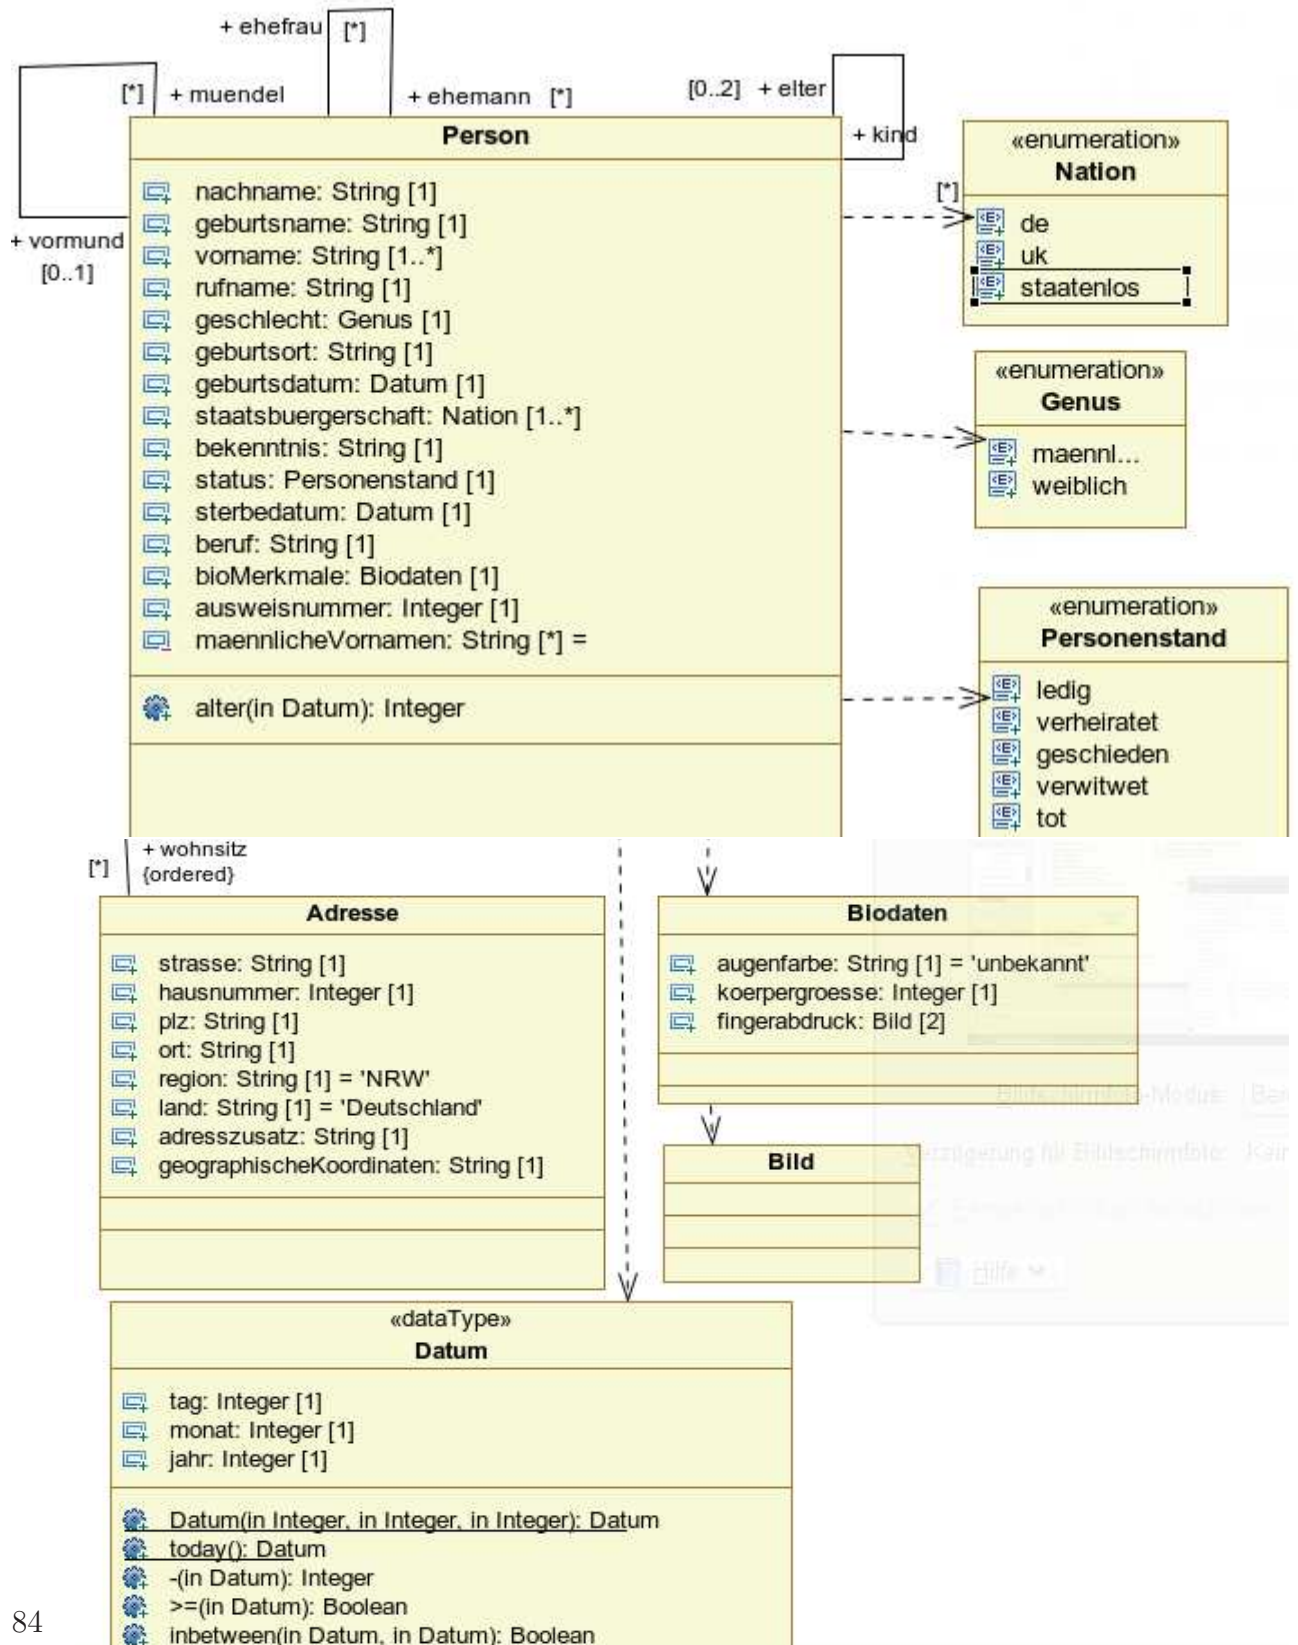 + ehefrau [*]
[*] + muendel
+ ehemann [*]
[0..2] + elter
+ kind
[*]
+ vormund
[0..1]
Person
nachname: String [1]
geburtsname: String [1]
vorname: String [1..*]
rufname: String [1]
geschlecht: Genus [1]
geburtsort: String [1]
geburtsdatum: Datum [1]
staatsbuergerschaft: Nation [1..*]
bekenntnis: String [1]
status: Personenstand [1]
sterbedatum: Datum [1]
beruf: String [1]
bioMerkmale: Biodaten [1]
ausweisnummer: Integer [1]
maennlicheVornamen: String [*] =
alter(in Datum): Integer
«enumeration»
Nation
<E> de
<E> uk
<E> staatenlos
«enumeration»
Genus
<E> maennl...
<E> weiblich
«enumeration»
Personenstand
<E> ledig
<E> verheiratet
<E> geschieden
<E> verwitwet
<E> tot
+ wohnsitz
[*] {ordered}
Adresse
strasse: String [1]
hausnummer: Integer [1]
plz: String [1]
ort: String [1]
region: String [1] = 'NRW'
land: String [1] = 'Deutschland'
adresszusatz: String [1]
geographischeKoordinaten: String [1]
Biodaten
augenfarbe: String [1] = 'unbekannt'
koerpergroesse: Integer [1]
fingerabdruck: Bild [2]
Bild
Hilfe
«dataType»
Datum
tag: Integer [1]
monat: Integer [1]
jahr: Integer [1]
Datum(in Integer, in Integer, in Integer): Datum
today(): Datum
-(in Datum): Integer
>=(in Datum): Boolean
inbetween(in Datum, in Datum): Boolean
84